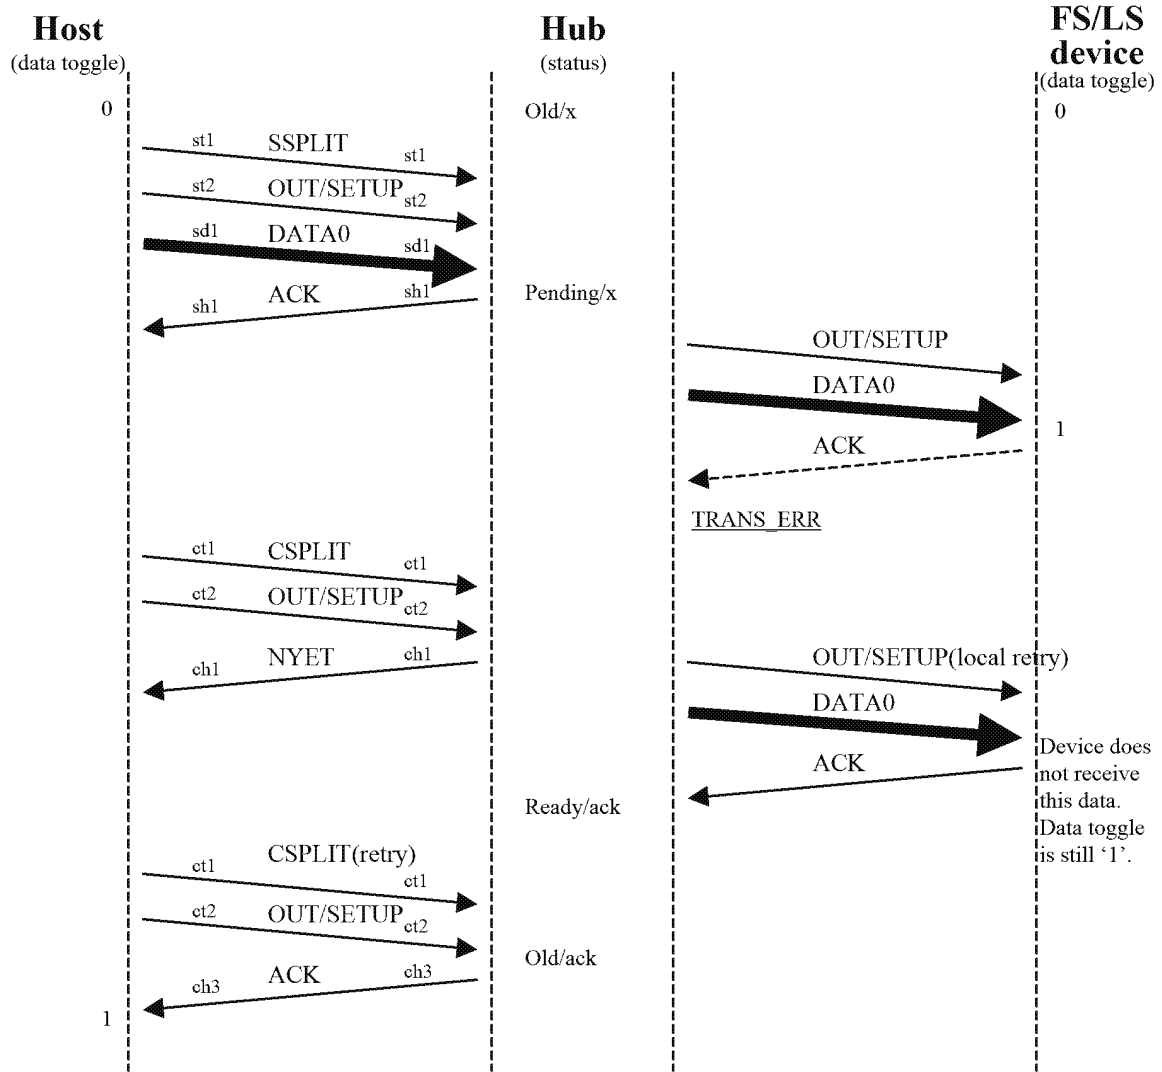 Host
(data toggle)
Hub
(status)
FS/LS
device
(data toggle)
0
Old/x
0
st1 SSPLIT st1
st2 OUT/SETUP st2
sd1 DATA0 sd1
sh1 ACK sh1
Pending/x
OUT/SETUP
DATA0
1
ACK
TRANS_ERR
ct1 CSPLIT ct1
ct2 OUT/SETUP ct2
ch1 NYET ch1
OUT/SETUP(local retry)
DATA0
ACK
Device does
not receive
this data.
Data toggle
is still ‘1’.
Ready/ack
CSPLIT(retry)
ct1 ct1
ct2 OUT/SETUP ct2
Old/ack
ch3 ACK ch3
1